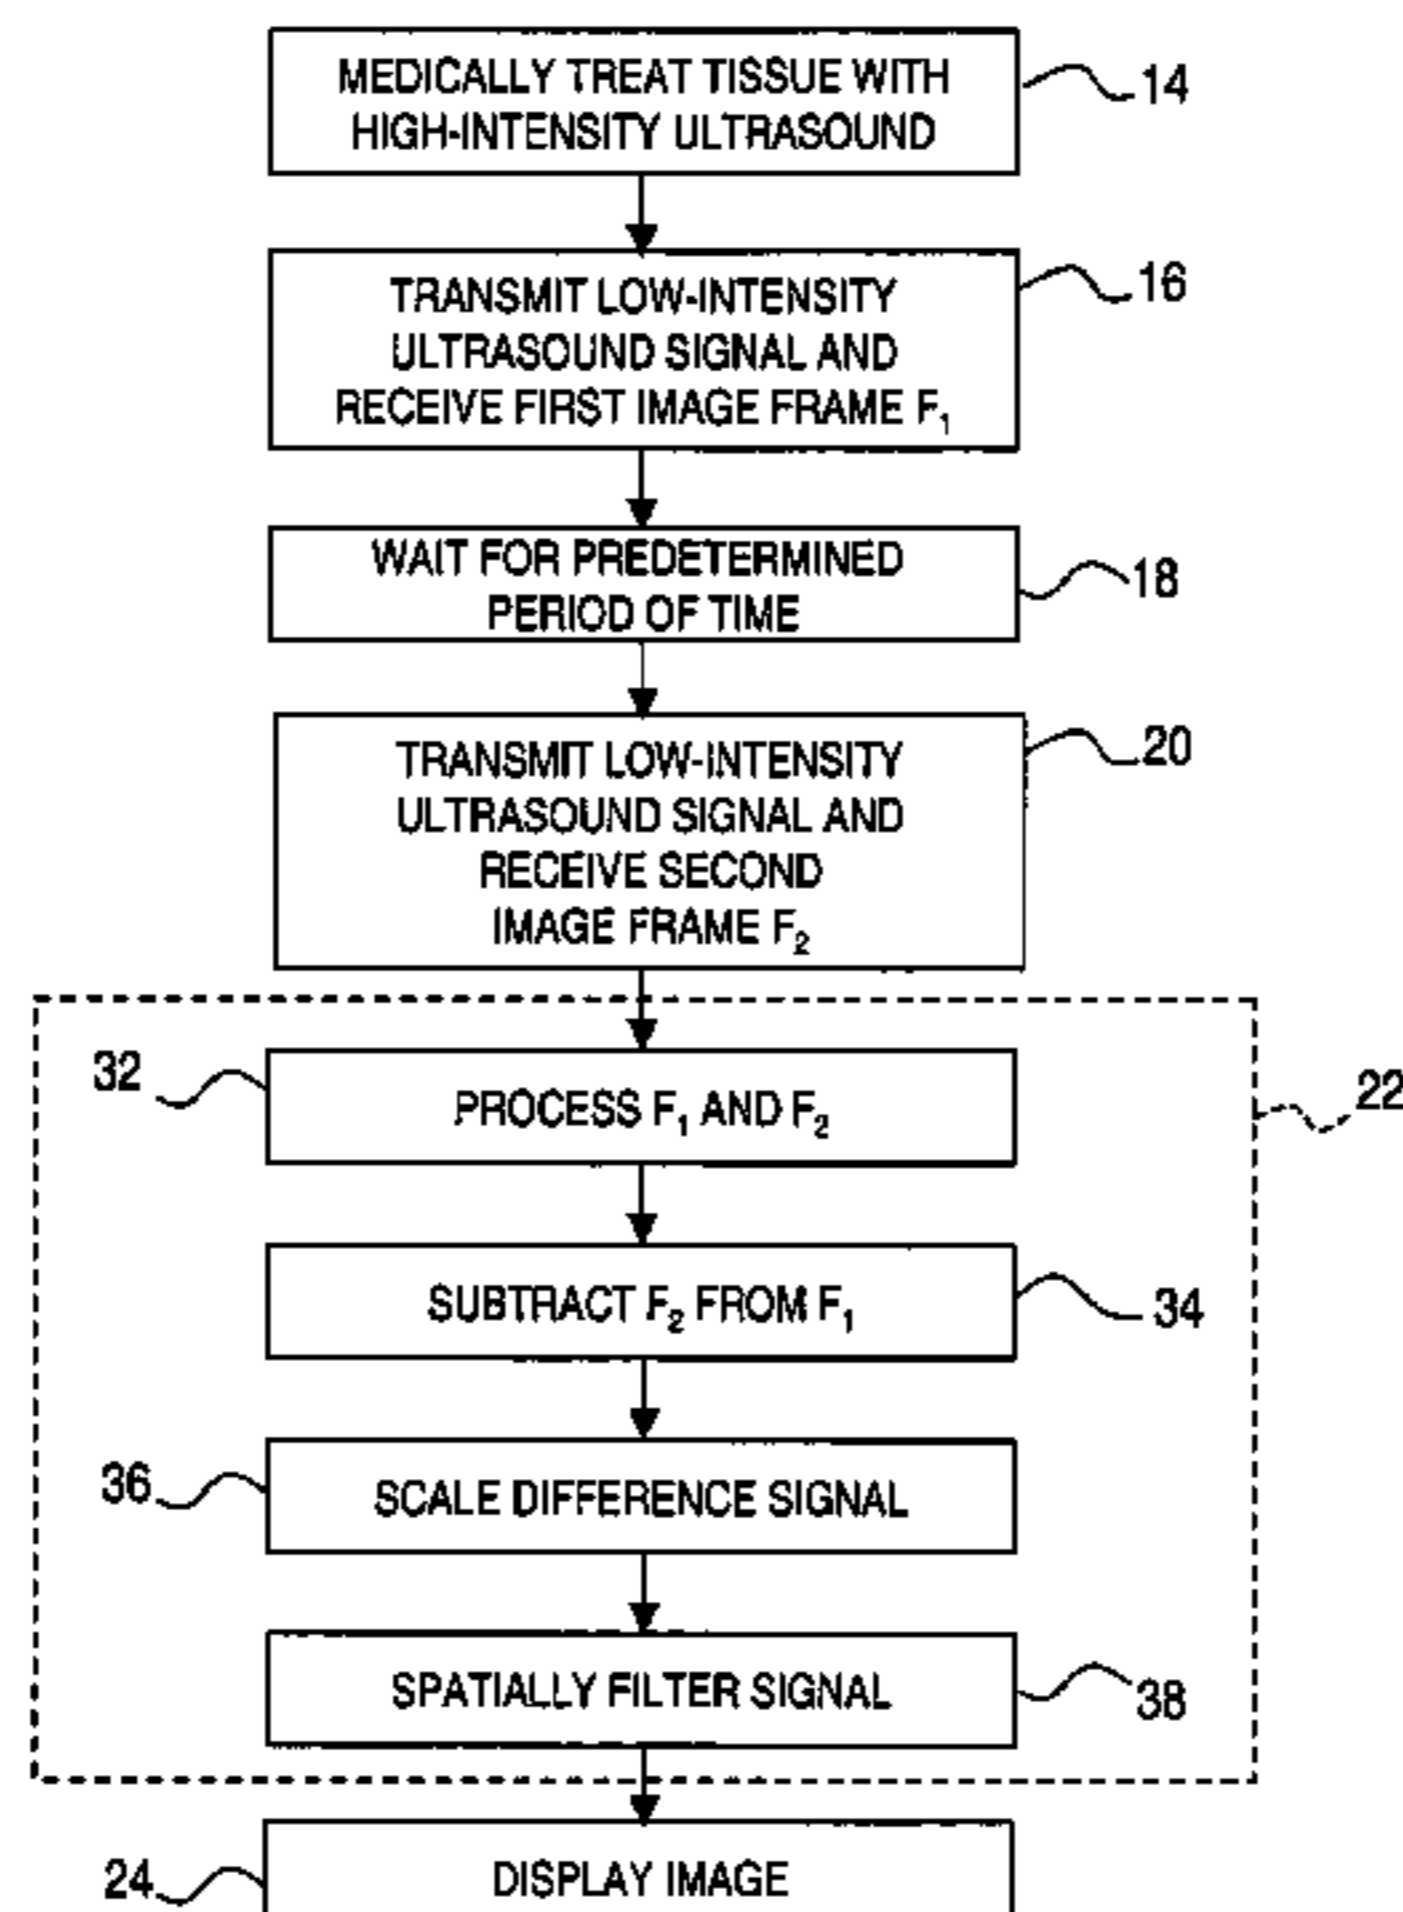 MEDICALLY TREAT TISSUE WITH
HIGH-INTENSITY ULTRASOUND
14
TRANSMIT LOW-INTENSITY
ULTRASOUND SIGNAL AND
RECEIVE FIRST IMAGE FRAME F₁
16
WAIT FOR PREDETERMINED
PERIOD OF TIME
18
TRANSMIT LOW-INTENSITY
ULTRASOUND SIGNAL AND
RECEIVE SECOND
IMAGE FRAME F₂
20
32
PROCESS F₁ AND F₂
22
SUBTRACT F₂ FROM F₁
34
36
SCALE DIFFERENCE SIGNAL
SPATIALLY FILTER SIGNAL
38
24
DISPLAY IMAGE